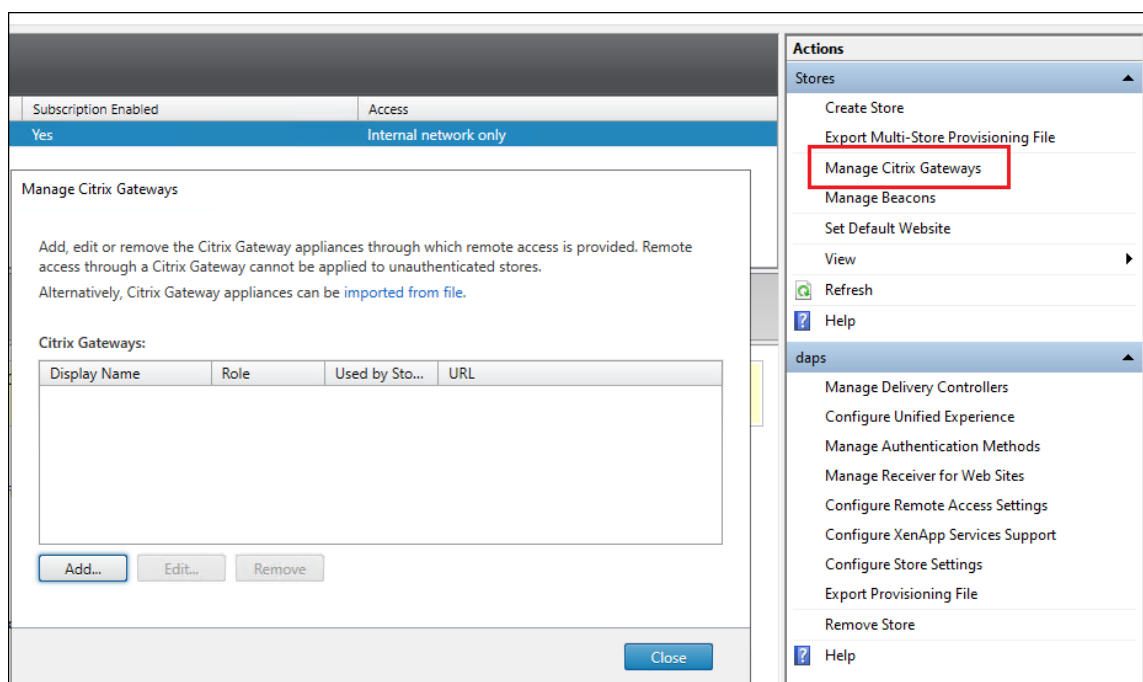 Subscription Enabled
Access
Yes
Internal network only
Manage Citrix Gateways
Add, edit or remove the Citrix Gateway appliances through which remote access is provided. Remote
access through a Citrix Gateway cannot be applied to unauthenticated stores.
Alternatively, Citrix Gateway appliances can be imported from file.
Citrix Gateways:
Display Name
Role
Used by Sto...
URL
Add...
Edit...
Remove
Close
Actions
Stores
Create Store
Export Multi-Store Provisioning File
Manage Citrix Gateways
Manage Beacons
Set Default Website
View
Refresh
Help
daps
Manage Delivery Controllers
Configure Unified Experience
Manage Authentication Methods
Manage Receiver for Web Sites
Configure Remote Access Settings
Configure XenApp Services Support
Configure Store Settings
Export Provisioning File
Remove Store
Help